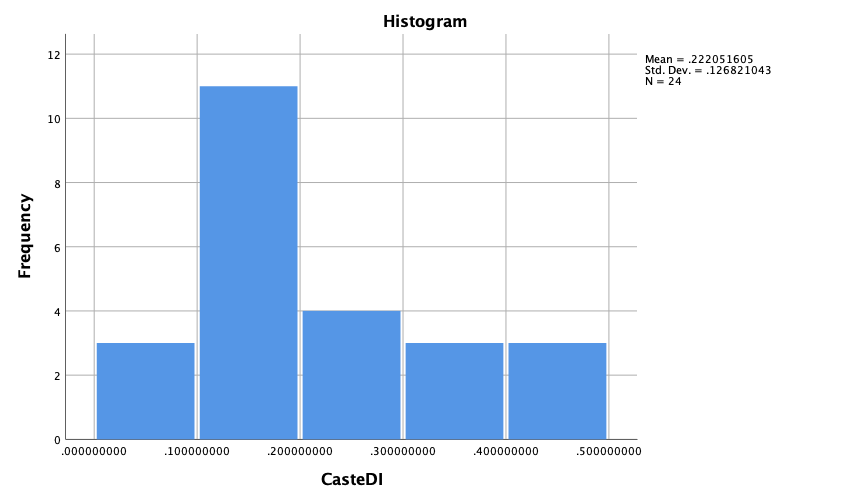 Histogram
12
10
8
6
4
2
0
Frequency
.000000000 .100000000 .200000000 .300000000 .400000000 .500000000
CasteDI
Mean = .222051605
Std. Dev. = .126821043
N = 24